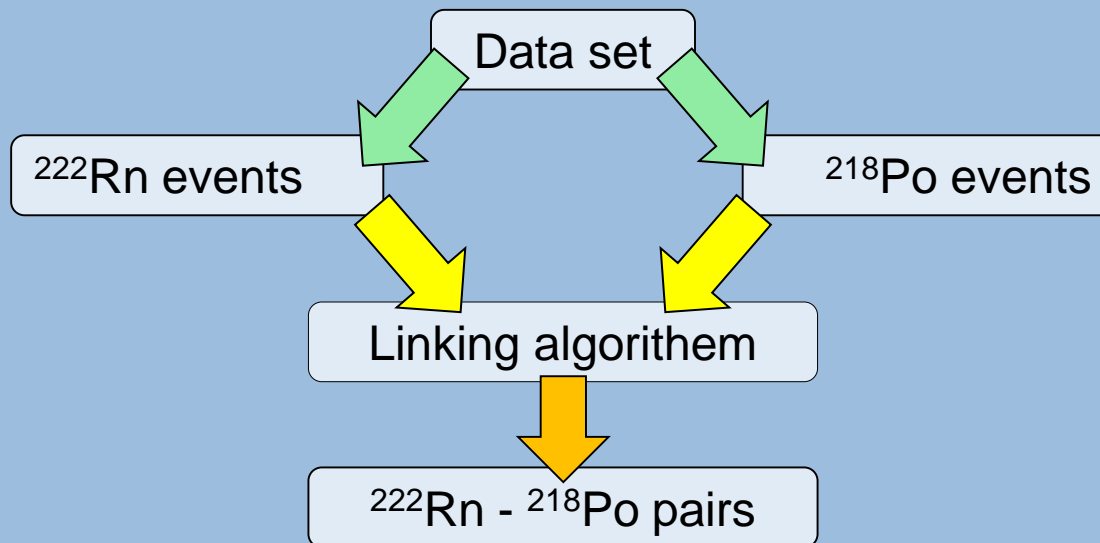 Data set
²²²Rn events
²¹⁸Po events
Linking algorithem
²²²Rn - ²¹⁸Po pairs